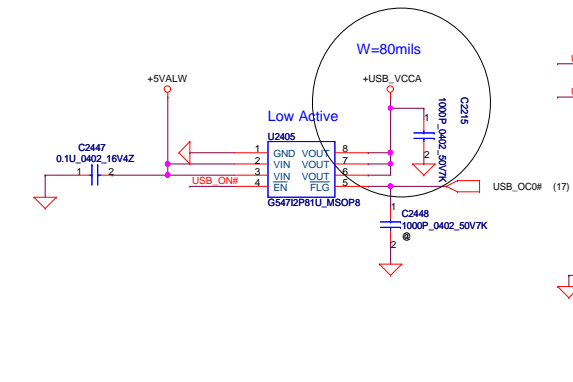 W=80mils
+5VALW
+USB_VCCA
Low Active
C2215
1000P_0402_50V7K
1
2
C2447
0.1U_0402_16V4Z
1 2
U2405
1 GND VOUT 8
2 VIN VOUT 7
3 VIN VOUT 6
4 EN FLG 5
USB_ON#
G547I2P81U_MSOP8
USB_OC0# (17)
1
C2448
1000P_0402_50V7K
@
2